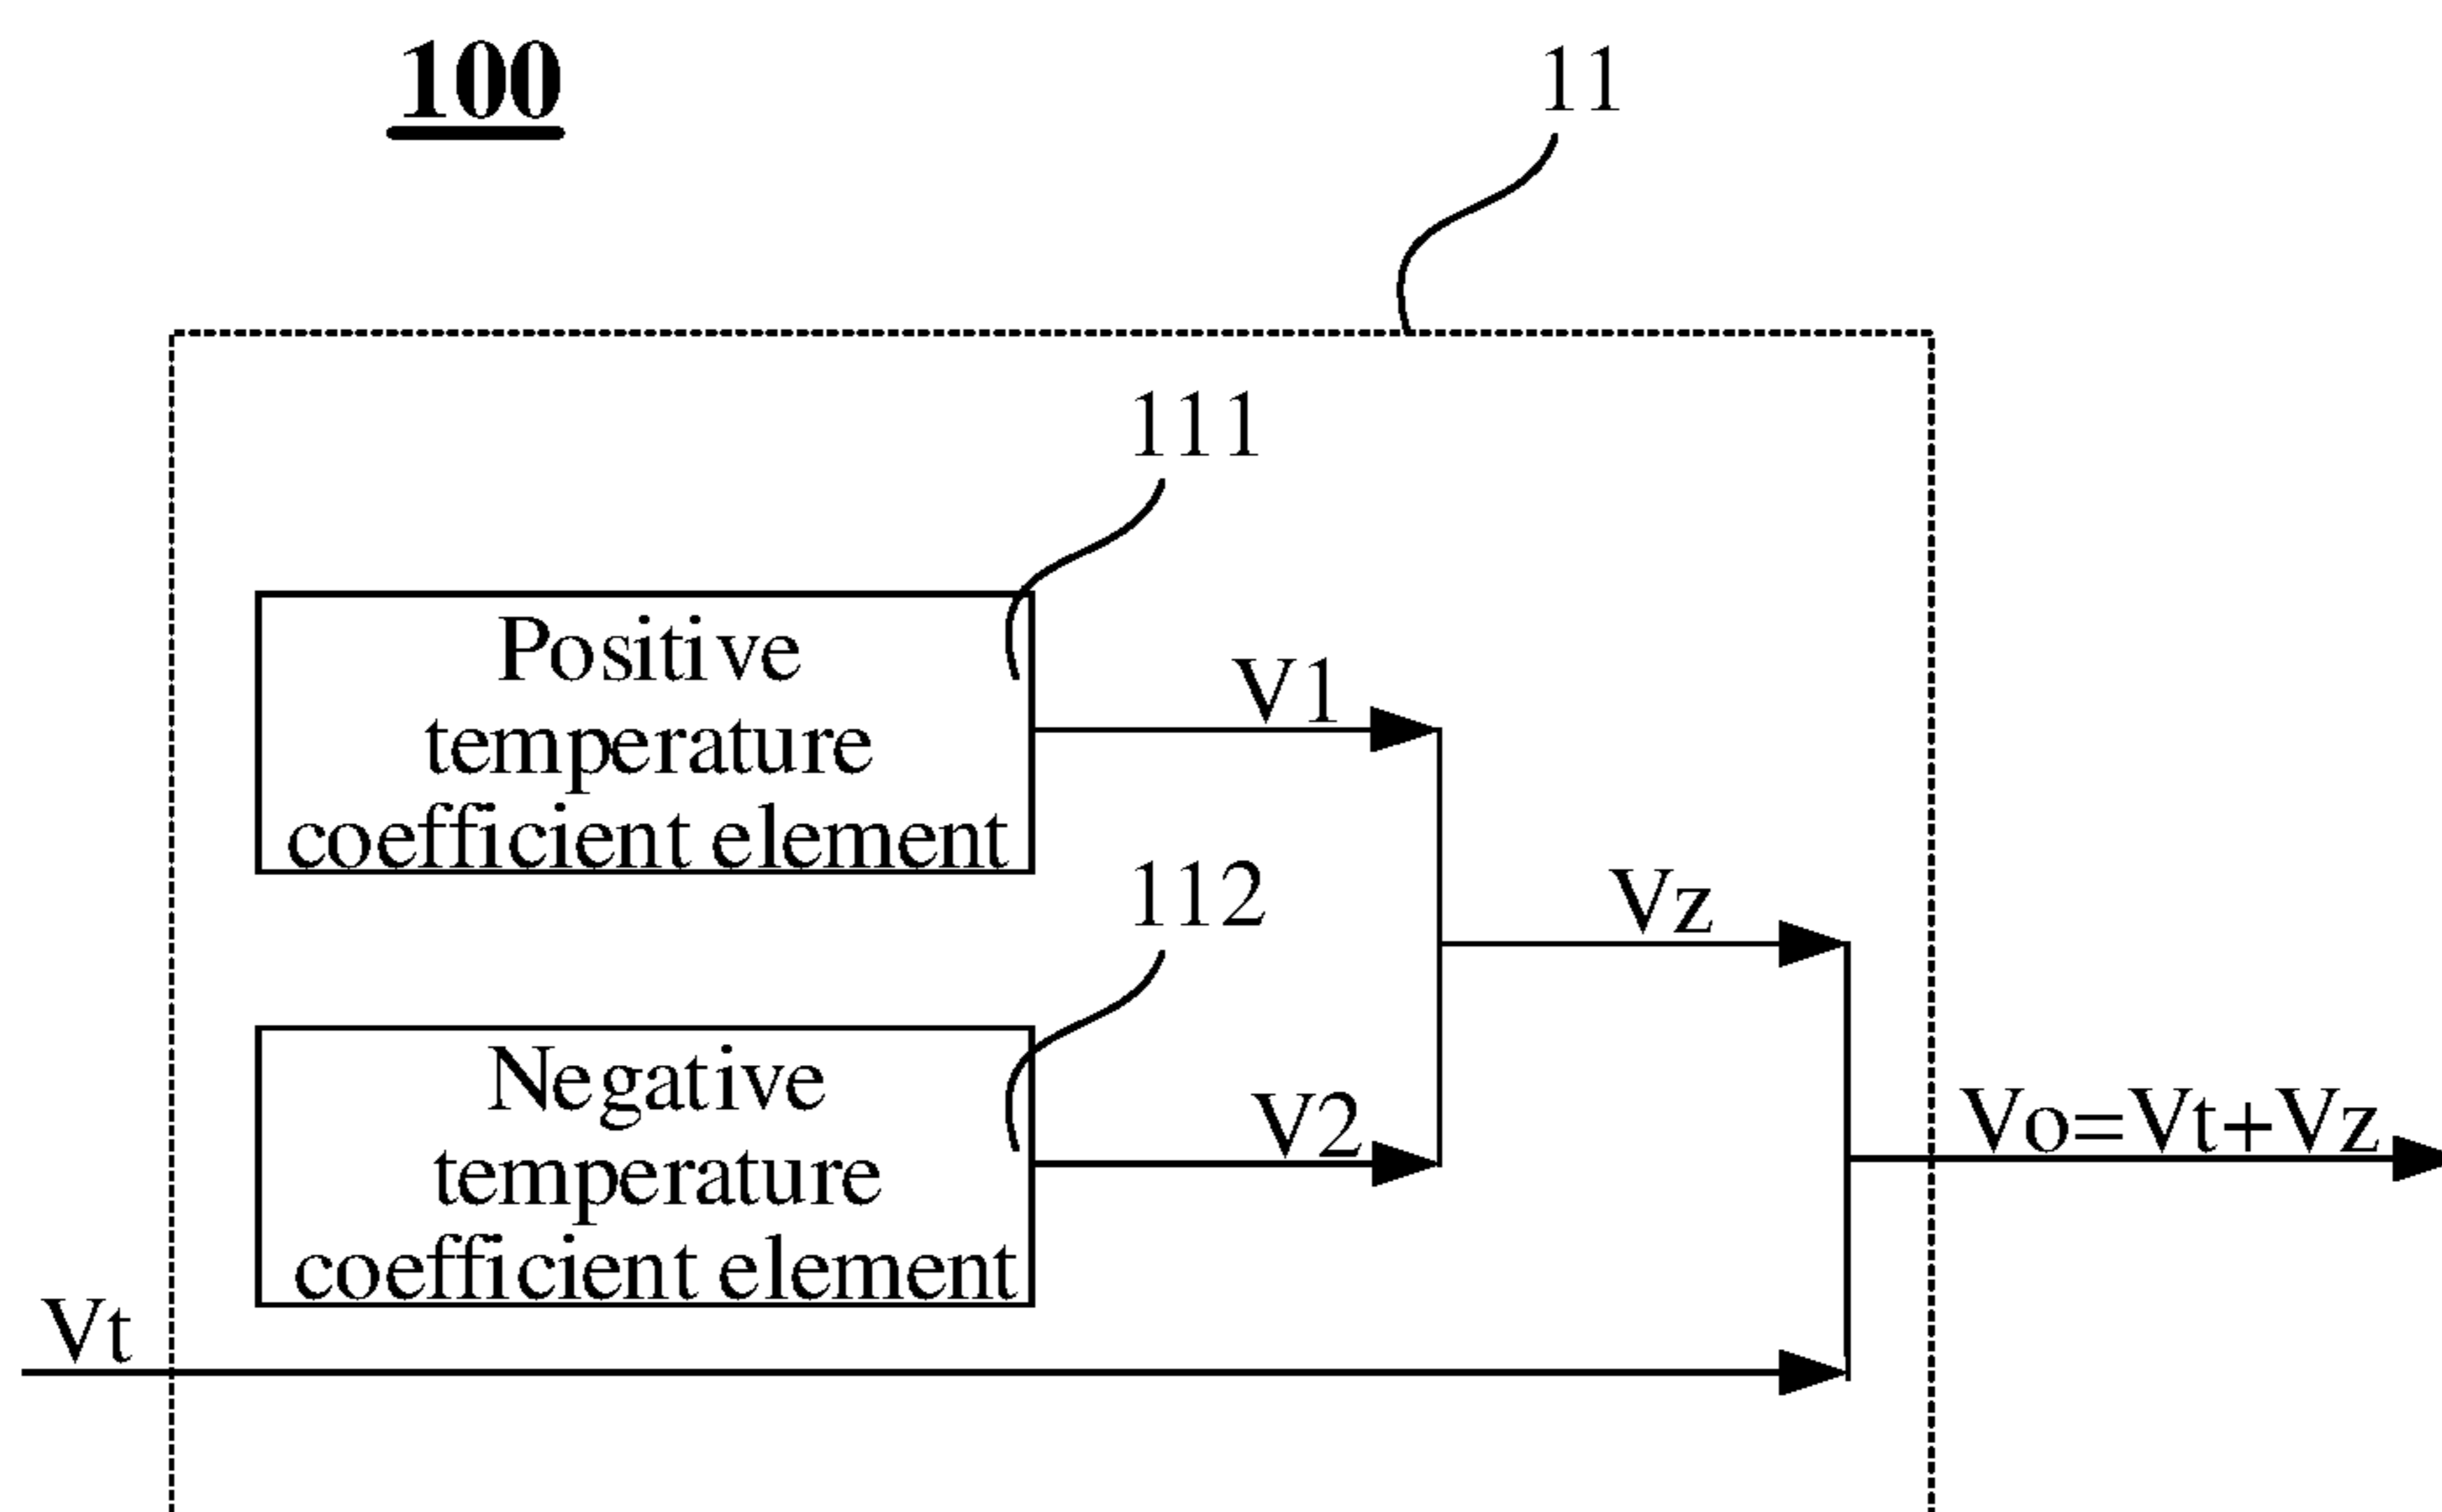 100
11
111
Positive
temperature
coefficient element
V1
112
Vz
Negative
temperature
coefficient element
V2
Vo=Vt+Vz
Vt